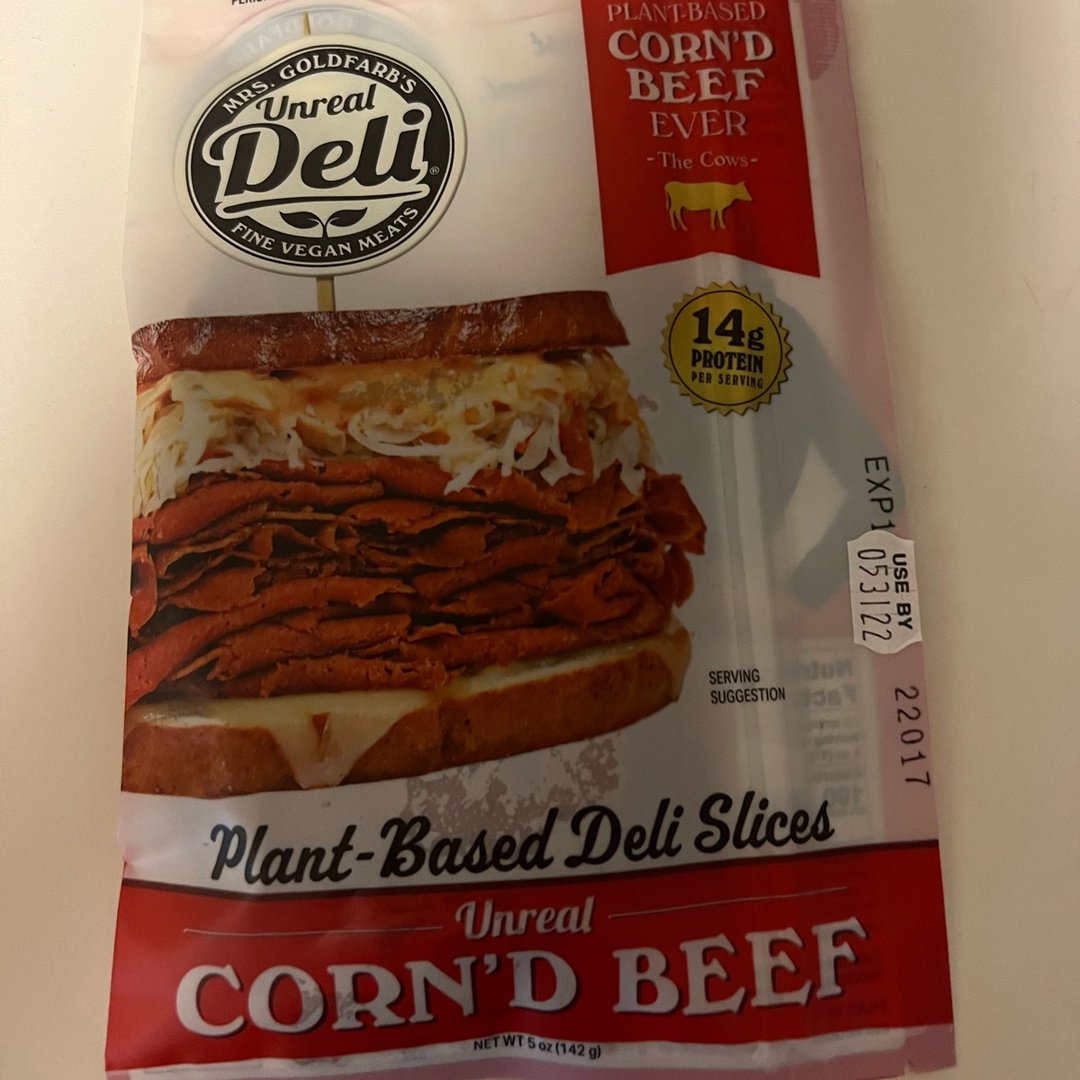 MRS. GOLDFARB'S
Unreal
Deli®
FINE VEGAN MEATS
PLANT-BASED
CORN'D
BEEF
EVER
-The Cows-
14g
PROTEIN
PER SERVING
EXP1
USE BY
053122
22017
SERVING
SUGGESTION
Plant-Based Deli Slices
Unreal
CORN'D BEEF
NET WT 5 oz (142 g)